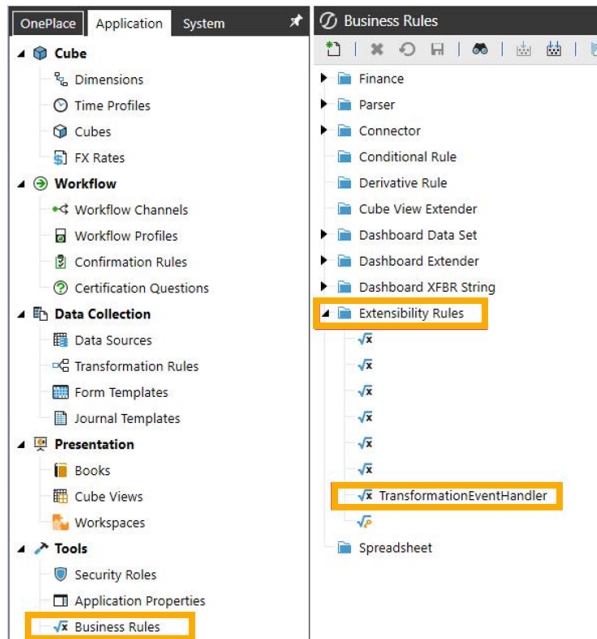 OnePlace Application System
Cube
Dimensions
Time Profiles
Cubes
FX Rates
Workflow
Workflow Channels
Workflow Profiles
Confirmation Rules
Certification Questions
Data Collection
Data Sources
Transformation Rules
Form Templates
Journal Templates
Presentation
Books
Cube Views
Workspaces
Tools
Security Roles
Application Properties
Business Rules
Business Rules
Finance
Parser
Connector
Conditional Rule
Derivative Rule
Cube View Extender
Dashboard Data Set
Dashboard Extender
Dashboard XFBR String
Extensibility Rules
TransformationEventHandler
Spreadsheet